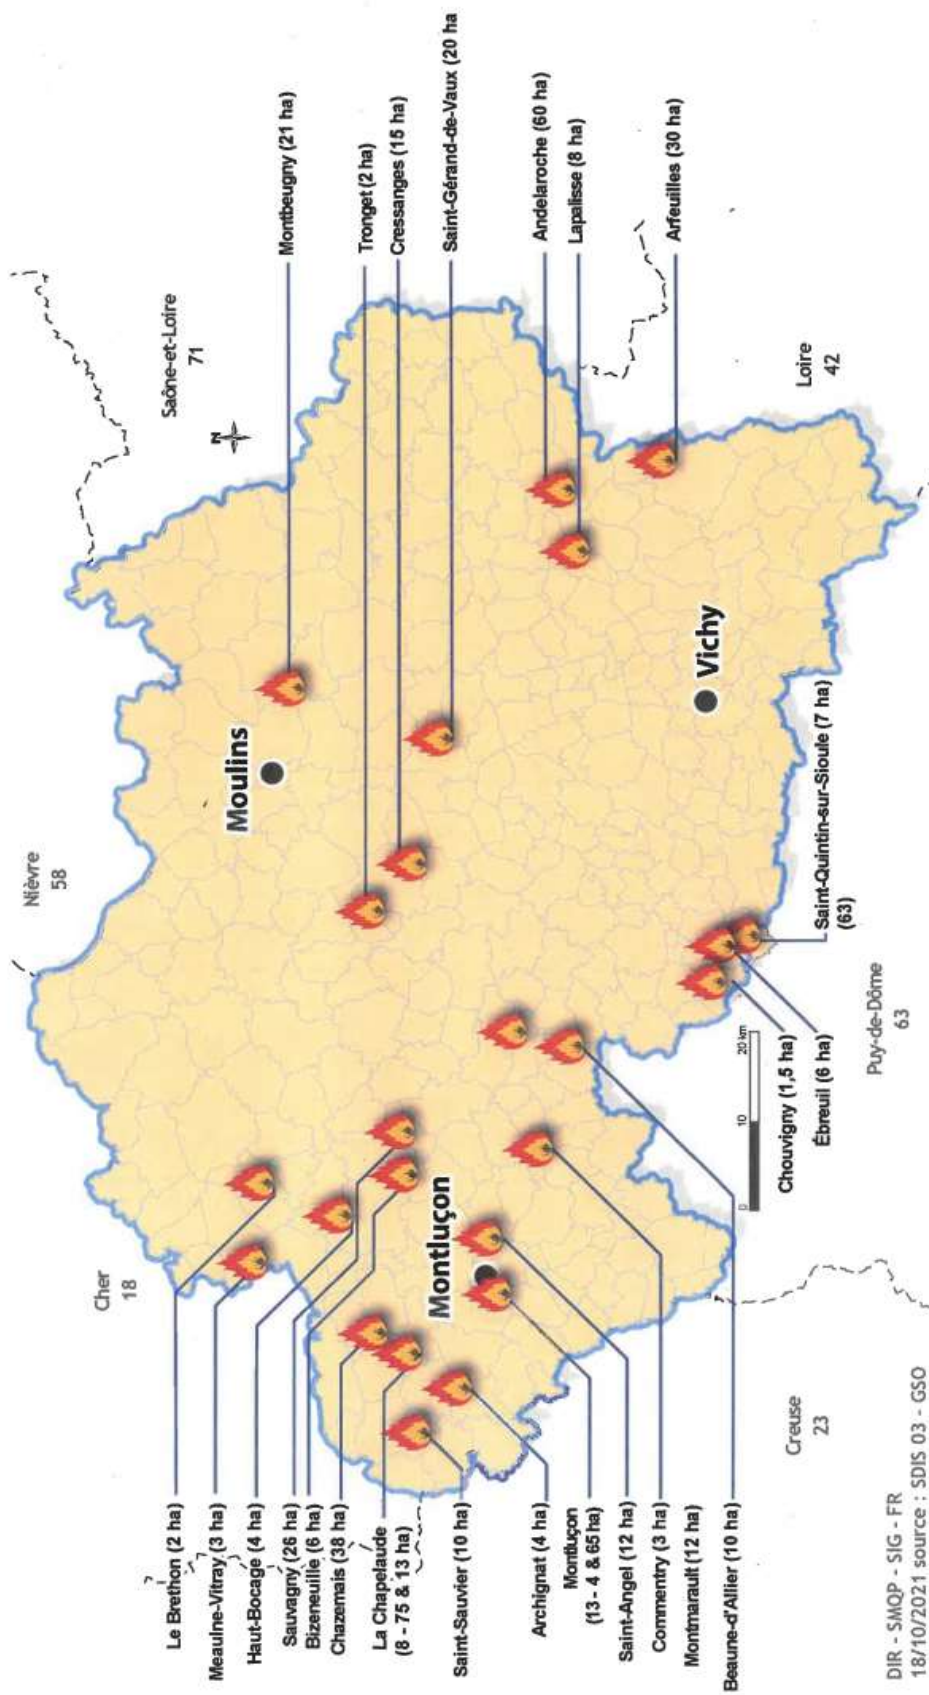 Nièvre
58
Saône-et-Loire
71
N
Cher
18
Le Brethon (2 ha)
Meaulne-Vitray (3 ha)
Haut-Bocage (4 ha)
Sauvagny (26 ha)
Bizeneuille (6 ha)
Chazemais (38 ha)
La Chapelaude
(8 - 75 & 13 ha)
Saint-Sauvier (10 ha)
Archignat (4 ha)
Montluçon
(13 - 4 & 65 ha)
Saint-Angel (12 ha)
Commentry (3 ha)
Montmarault (12 ha)
Beaune-d'Allier (10 ha)
Moulins
Montluçon
Vichy
Montbeugny (21 ha)
Tronget (2 ha)
Cressanges (15 ha)
Saint-Gérand-de-Vaux (20 ha
Andelaroche (60 ha)
Lapalisse (8 ha)
Arfeuilles (30 ha)
Loire
42
0 10 20 km
Chouvigny (1,5 ha)
Ébreuil (6 ha)
Saint-Quintin-sur-Sioule (7 ha)
(63)
Creuse
23
Puy-de-Dôme
63
DIR - SMQP - SIG - FR
18/10/2021 source : SDIS 03 - GSO